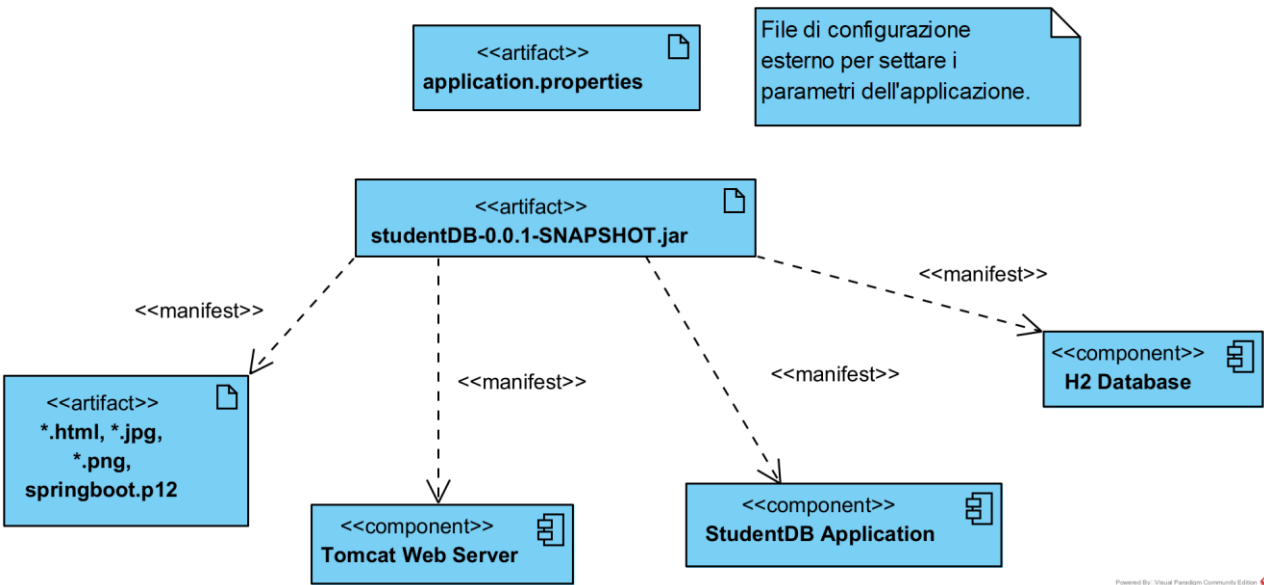 <<artifact>>
application.properties
File di configurazione
esterno per settare i
parametri dell'applicazione.
<<artifact>>
studentDB-0.0.1-SNAPSHOT.jar
<<manifest>>
<<manifest>>
<<manifest>>
<<manifest>>
<<artifact>>
*.html, *.jpg,
*.png,
springboot.p12
<<component>>
Tomcat Web Server
<<component>>
StudentDB Application
<<component>>
H2 Database
Powered By: Visual Paradigm Community Edition